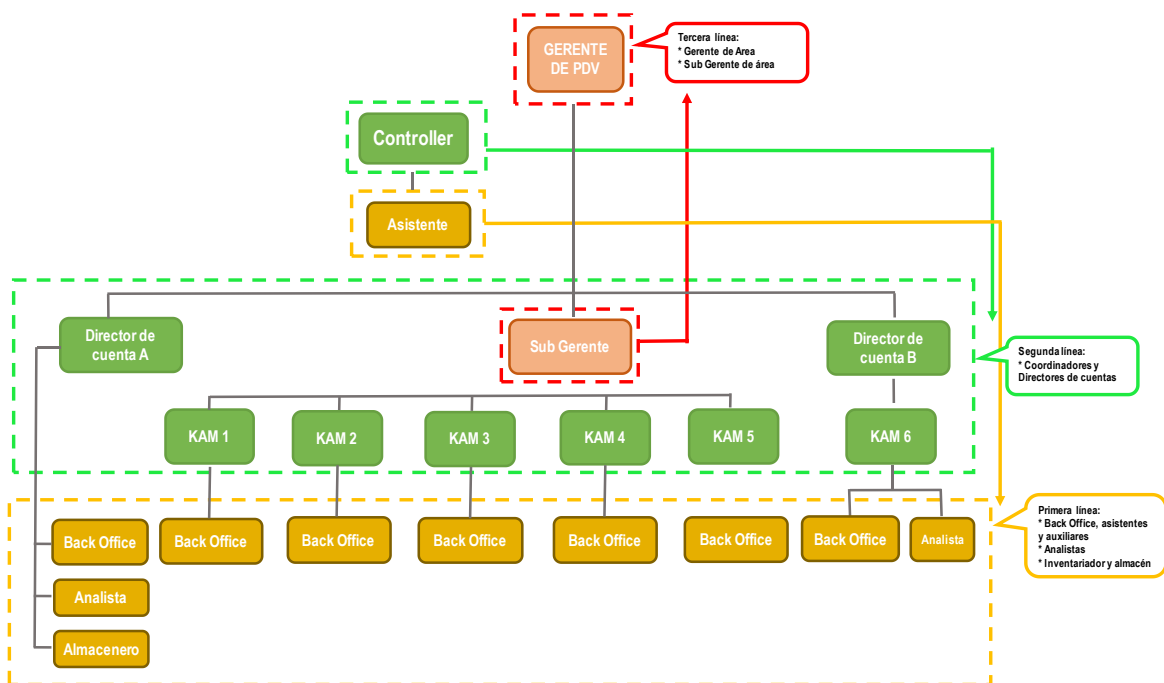 GERENTE
DE PDV
Tercera línea:
* Gerente de Area
* Sub Gerente de área
Controller
Asistente
Director de
cuenta A
Sub Gerente
Director de
cuenta B
Segunda línea:
* Coordinadores y
Directores de cuentas
KAM 1
KAM 2
KAM 3
KAM 4
KAM 5
KAM 6
Primera línea:
* Back Office, asistentes
y auxiliares
* Analistas
* Inventariador y almacén
Back Office
Back Office
Back Office
Back Office
Back Office
Back Office
Back Office
Analista
Analista
Almacenero